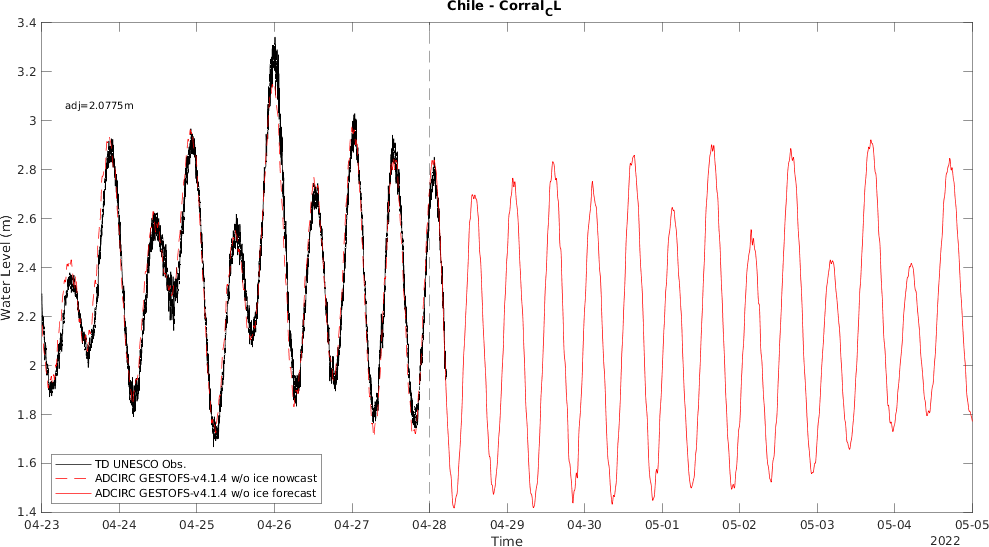 Chile - Corral_CL
3.4
3.2
3
2.8
2.6
2.4
2.2
2
1.8
1.6
1.4
Water Level (m)
adj=2.0775m
TD UNESCO Obs.
ADCIRC GESTOFS-v4.1.4 w/o ice nowcast
ADCIRC GESTOFS-v4.1.4 w/o ice forecast
04-23 04-24 04-25 04-26 04-27 04-28 04-29 04-30 05-01 05-02 05-03 05-04 05-05
Time
2022